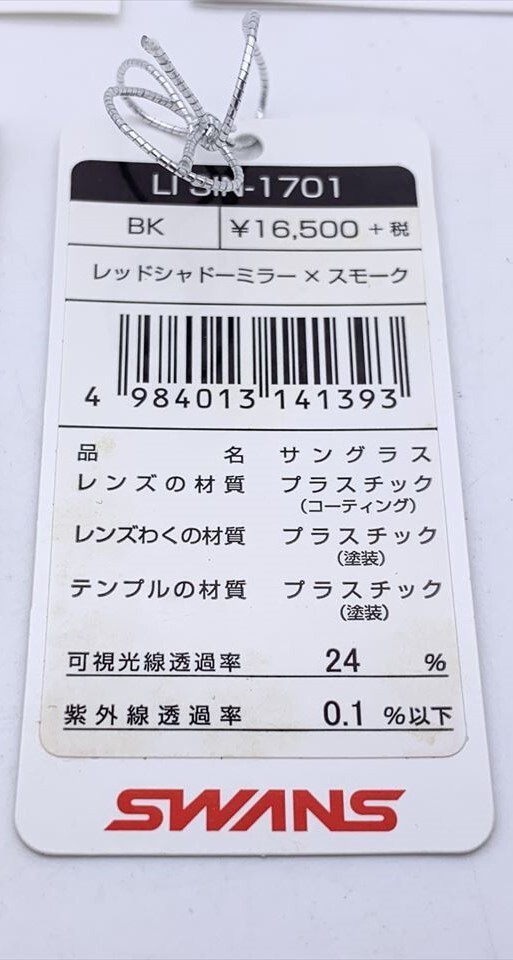 LI SIN-1701
BK ¥16,500 +税
レッドシャドーミラー×スモーク
4 984013 141393
品名 サングラス
レンズの材質 プラスチック
(コーティング)
レンズわくの材質 プラスチック
(塗装)
テンプルの材質 プラスチック
(塗装)
可視光線透過率 24 %
紫外線透過率 0.1 %以下
SWANS